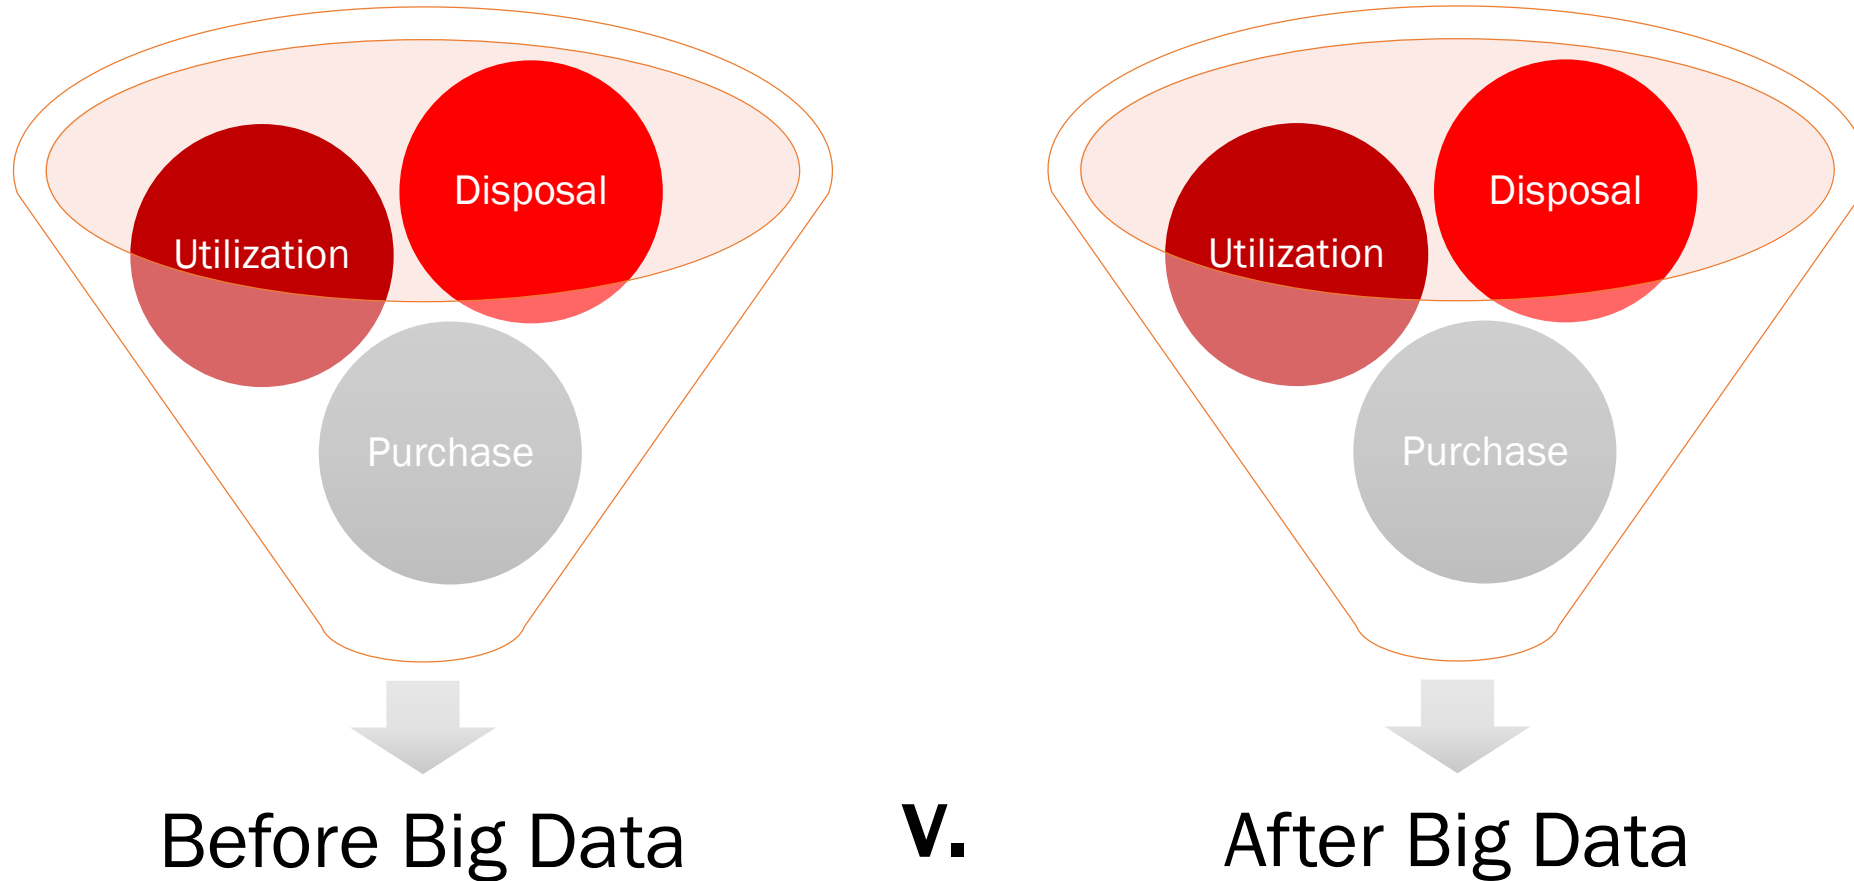 Disposal
Utilization
Purchase
Before Big Data
v.
Disposal
Utilization
Purchase
After Big Data